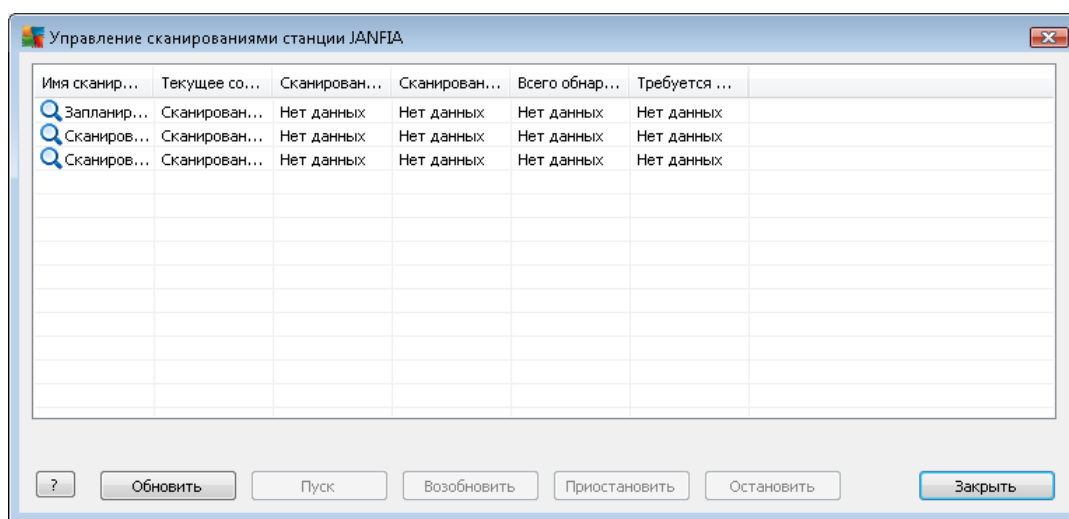 Управление сканированиями станции JANFIA
Имя сканир... Текущее со... Сканирован... Сканирован... Всего обнар... Требуется ...
Запланир... Сканирован... Нет данных Нет данных Нет данных Нет данных
Сканиров... Сканирован... Нет данных Нет данных Нет данных Нет данных
Сканиров... Сканирован... Нет данных Нет данных Нет данных Нет данных
? Обновить Пуск Возобновить Приостановить Остановить Закрыть